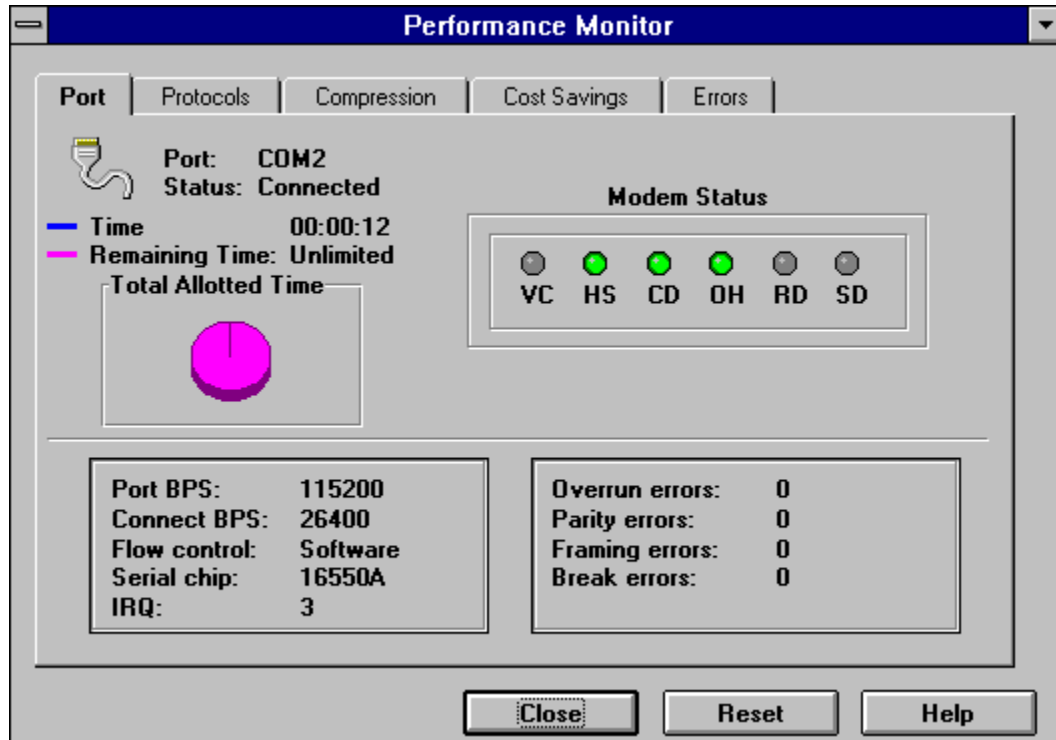 Performance Monitor
Port Protocols Compression Cost Savings Errors
Port: COM2
Status: Connected
Time 00:00:12
Remaining Time: Unlimited
Total Allotted Time
Modem Status
VC HS CD OH RD SD
Port BPS: 115200
Connect BPS: 26400
Flow control: Software
Serial chip: 16550A
IRQ: 3
Overrun errors: 0
Parity errors: 0
Framing errors: 0
Break errors: 0
Close Reset Help